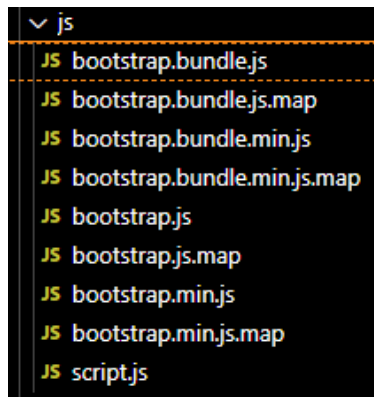 js
JS bootstrap.bundle.js
JS bootstrap.bundle.js.map
JS bootstrap.bundle.min.js
JS bootstrap.bundle.min.js.map
JS bootstrap.js
JS bootstrap.js.map
JS bootstrap.min.js
JS bootstrap.min.js.map
JS script.js